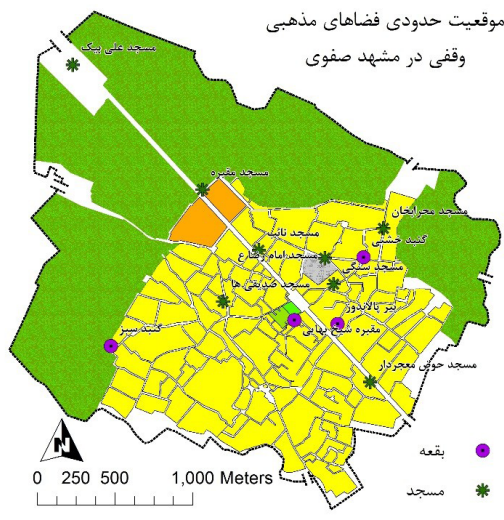 موقعیت حدودی فضاهای مذهبی
وقفی در مشهد صفوی
مسجد علی بیک
مسجد مقبره
مسجد محرابخان
مسجد نائب
گنبد خشتی
مسجد امام رضا ع
مسجد سنگی
مسجد صدیقی ها
پیر پالاندوز
مقبره شیخ بهایی
گنبد سبز
مسجد حوض معجردار
بقعه
مسجد
N
0 250 500 1,000 Meters